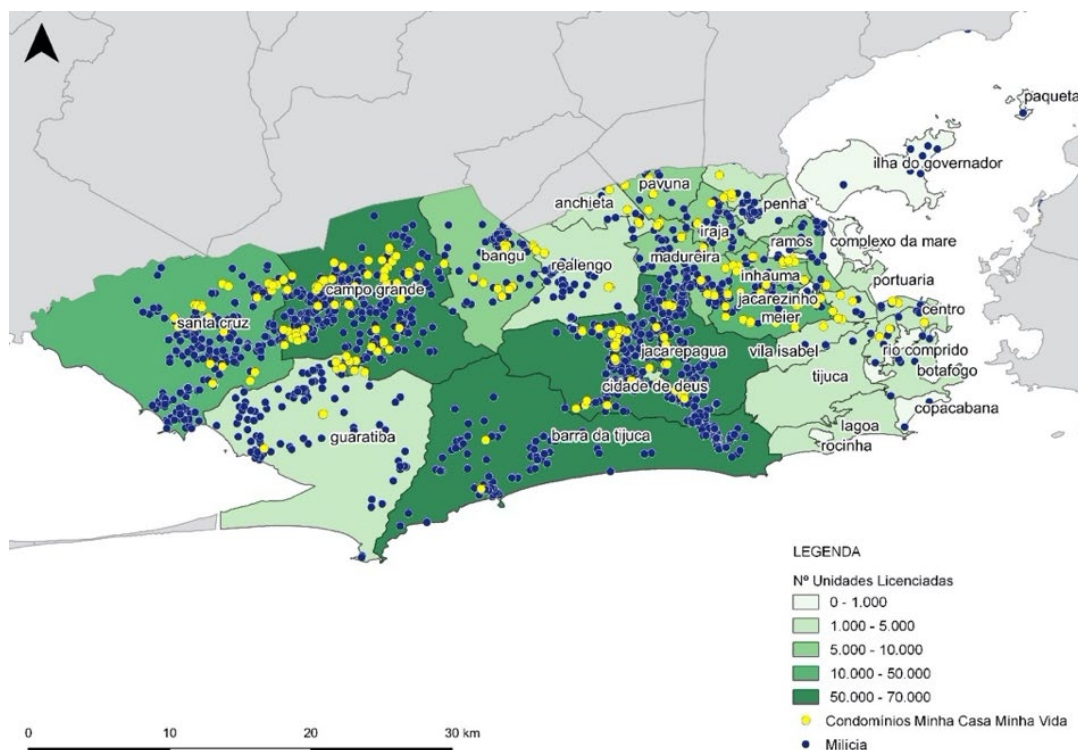 paqueta
ilha do governador
pavuna
anchieta
penha
iraja
ramos
complexo da mare
bangu
realengo
madureira
inhauma
portuaria
campo grande
jacarezinho
centro
meier
santa cruz
jacarepagua
vila isabel
rio comprido
cidade de deus
tijuca
botafogo
copacabana
guaratiba
barra da tijuca
lagoa
rocinha
LEGENDA
Nº Unidades Licenciadas
0 - 1.000
1.000 - 5.000
5.000 - 10.000
10.000 - 50.000
50.000 - 70.000
Condomínios Minha Casa Minha Vida
Milícia
0 10 20 30 km